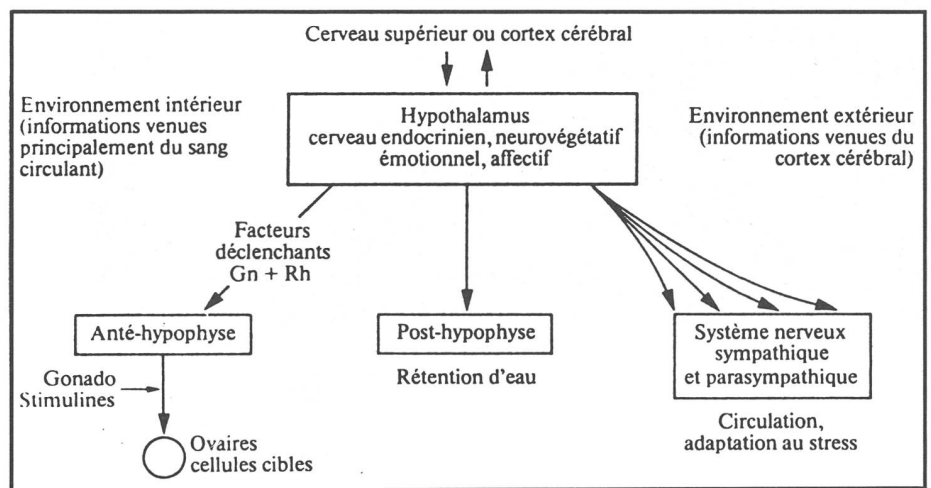 Cerveau supérieur ou cortex cérébral
Environnement intérieur
(informations venues
principalement du sang
circulant)
Hypothalamus
cerveau endocrinien, neurovégétatif
émotionnel, affectif
Environnement extérieur
(informations venues du
cortex cérébral)
Facteurs
déclenchants
Gn + Rh
Anté-hypophyse
Post-hypophyse
Système nerveux
sympathique
et parasympathique
Gonado
Stimulines
Rétention d'eau
Circulation,
adaptation au stress
Ovaires
cellules cibles